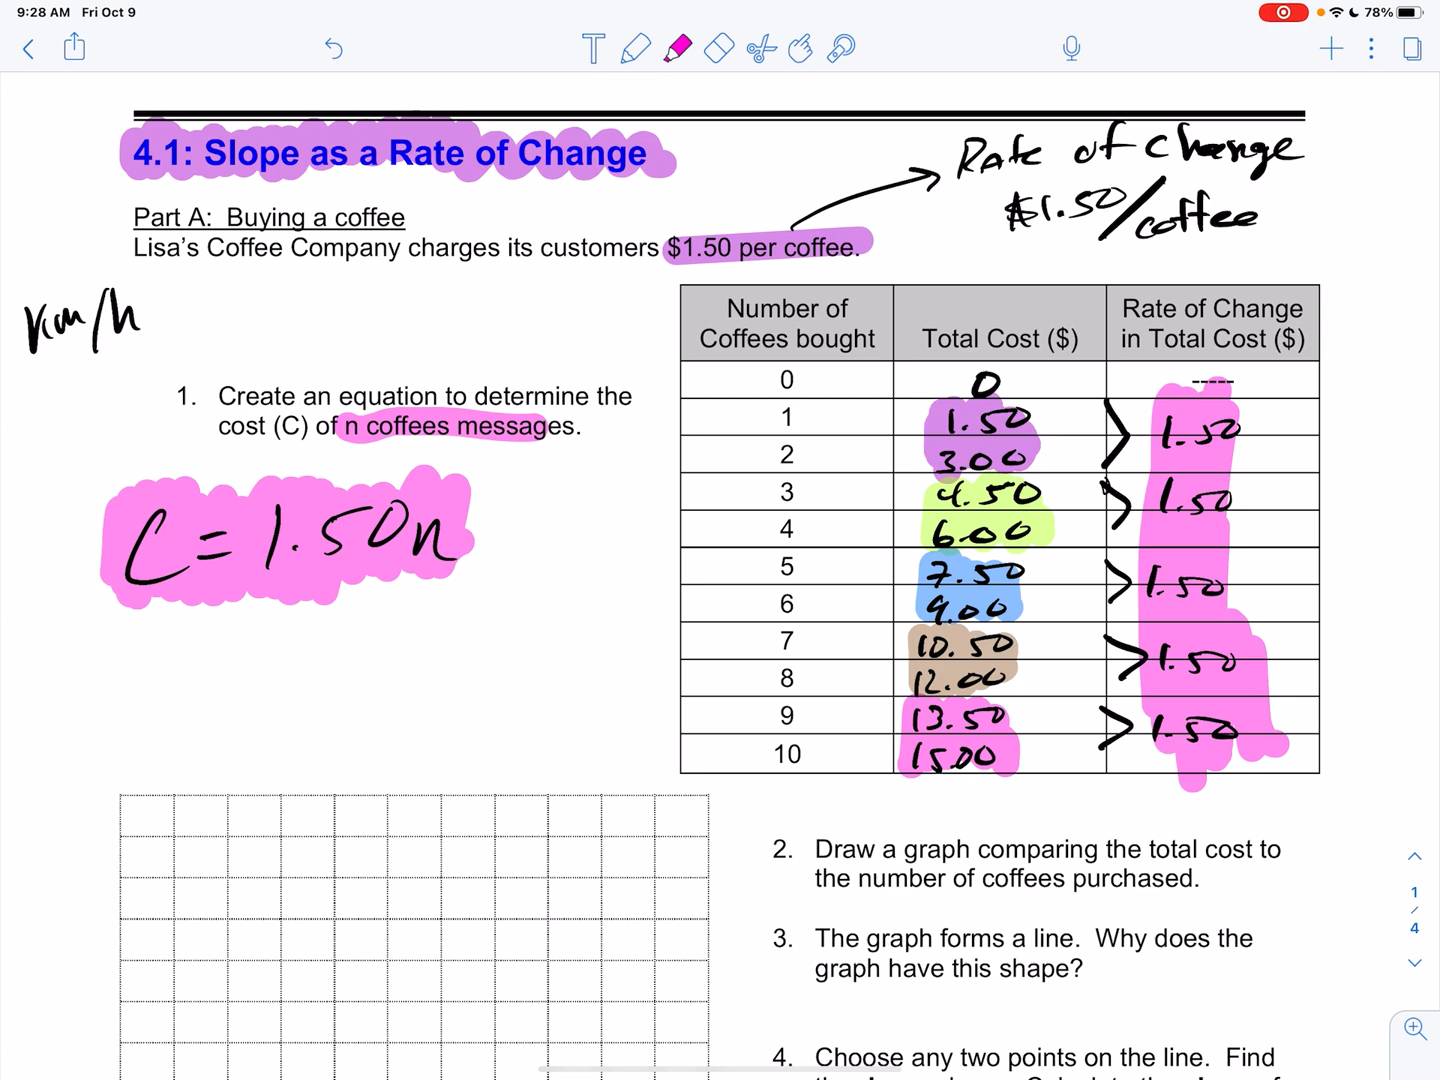 9:28 AM Fri Oct 9
78%
4.1: Slope as a Rate of Change
Rate of change
$1.50/coffee
Part A: Buying a coffee
Lisa's Coffee Company charges its customers $1.50 per coffee.
km/h
1. Create an equation to determine the
cost (C) of n coffees messages.
C = 1.50n
Number of Coffees bought Total Cost ($) Rate of Change in Total Cost ($)
0 0 -----
1 1.50
> 1.50
2 3.00
3 4.50
> 1.50
4 6.00
5 7.50
> 1.50
6 9.00
7 10.50
> 1.50
8 12.00
9 13.50
> 1.50
10 15.00
2. Draw a graph comparing the total cost to
the number of coffees purchased.
3. The graph forms a line. Why does the
graph have this shape?
4. Choose any two points on the line. Find
1
/
4